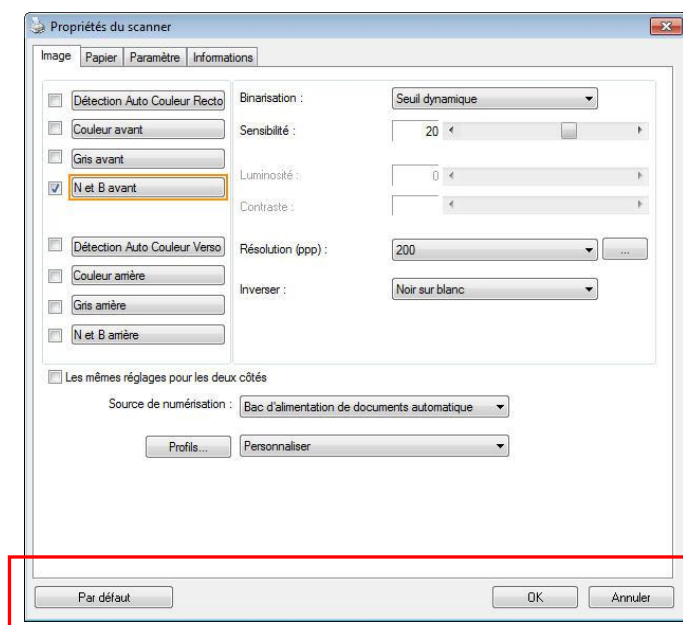 Propriétés du scanner
Image Papier Paramètre Informations
Détection Auto Couleur Recto
Couleur avant
Gris avant
N et B avant
Détection Auto Couleur Verso
Couleur arrière
Gris arrière
N et B arrière
Binarisation : Seuil dynamique
Sensibilité : 20
Luminosité : 0
Contraste :
Résolution (ppp) : 200 ...
Inverser : Noir sur blanc
Les mêmes réglages pour les deux côtés
Source de numérisation : Bac d'alimentation de documents automatique
Profils... Personnaliser
Par défaut OK Annuler